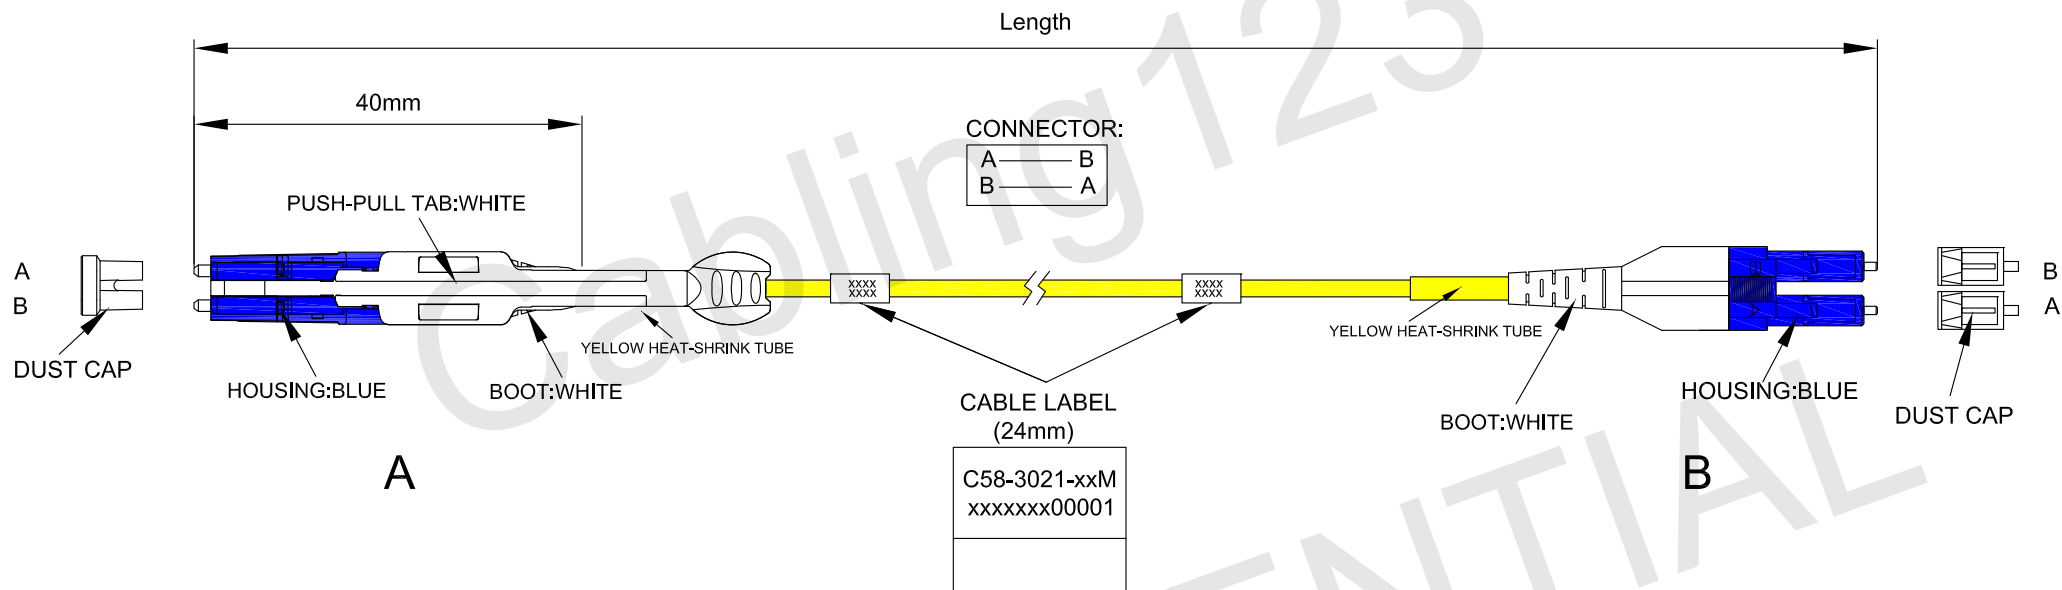 Length
40mm
CONNECTOR:
A B
B A
PUSH-PULL TAB:WHITE
A
B
XXXX
XXXX
XXXX
XXXX
B
A
YELLOW HEAT-SHRINK TUBE
YELLOW HEAT-SHRINK TUBE
DUST CAP
HOUSING:BLUE
BOOT:WHITE
CABLE LABEL
(24mm)
HOUSING:BLUE
BOOT:WHITE
DUST CAP
A
B
C58-3021-xxM
xxxxxxx00001
Cabling123
ENTIAL